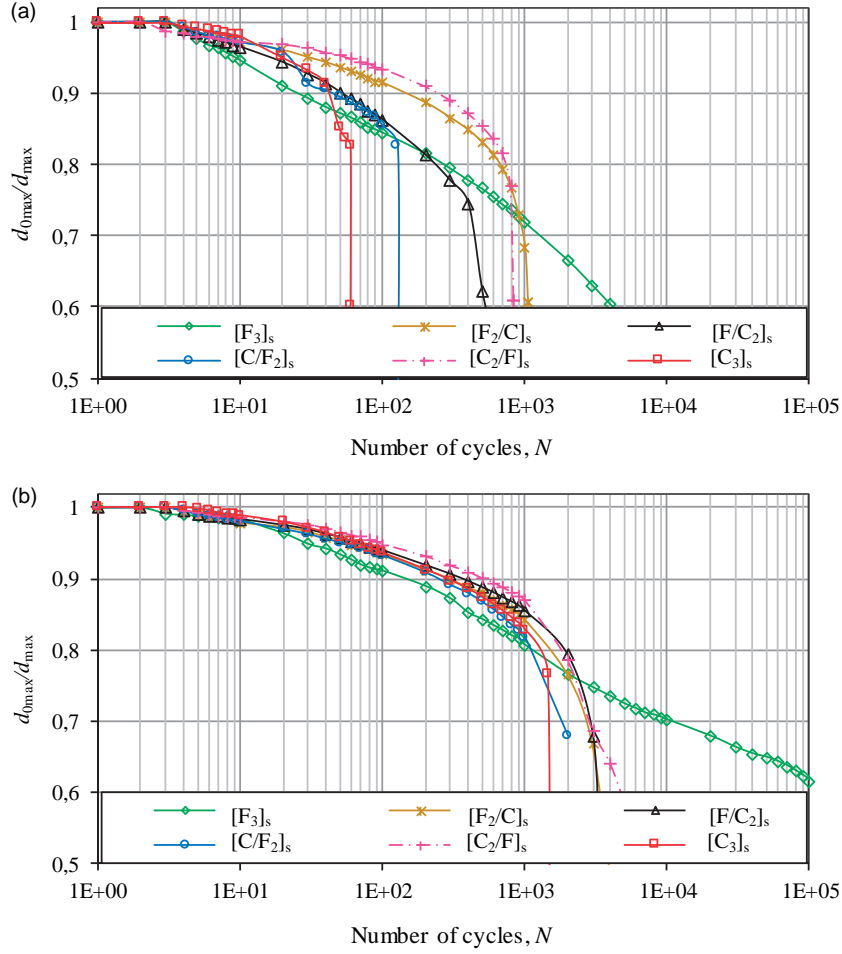 (a)
1
0,9
0,8
0,7
0,6
0,5
d0max/dmax
[F3]s
[F2/C]s
[F/C2]s
[C/F2]s
[C2/F]s
[C3]s
1E+00
1E+01
1E+02
1E+03
1E+04
1E+05
Number of cycles, N
(b)
1
0,9
0,8
0,7
0,6
0,5
d0max/dmax
[F3]s
[F2/C]s
[F/C2]s
[C/F2]s
[C2/F]s
[C3]s
1E+00
1E+01
1E+02
1E+03
1E+04
1E+05
Number of cycles, N